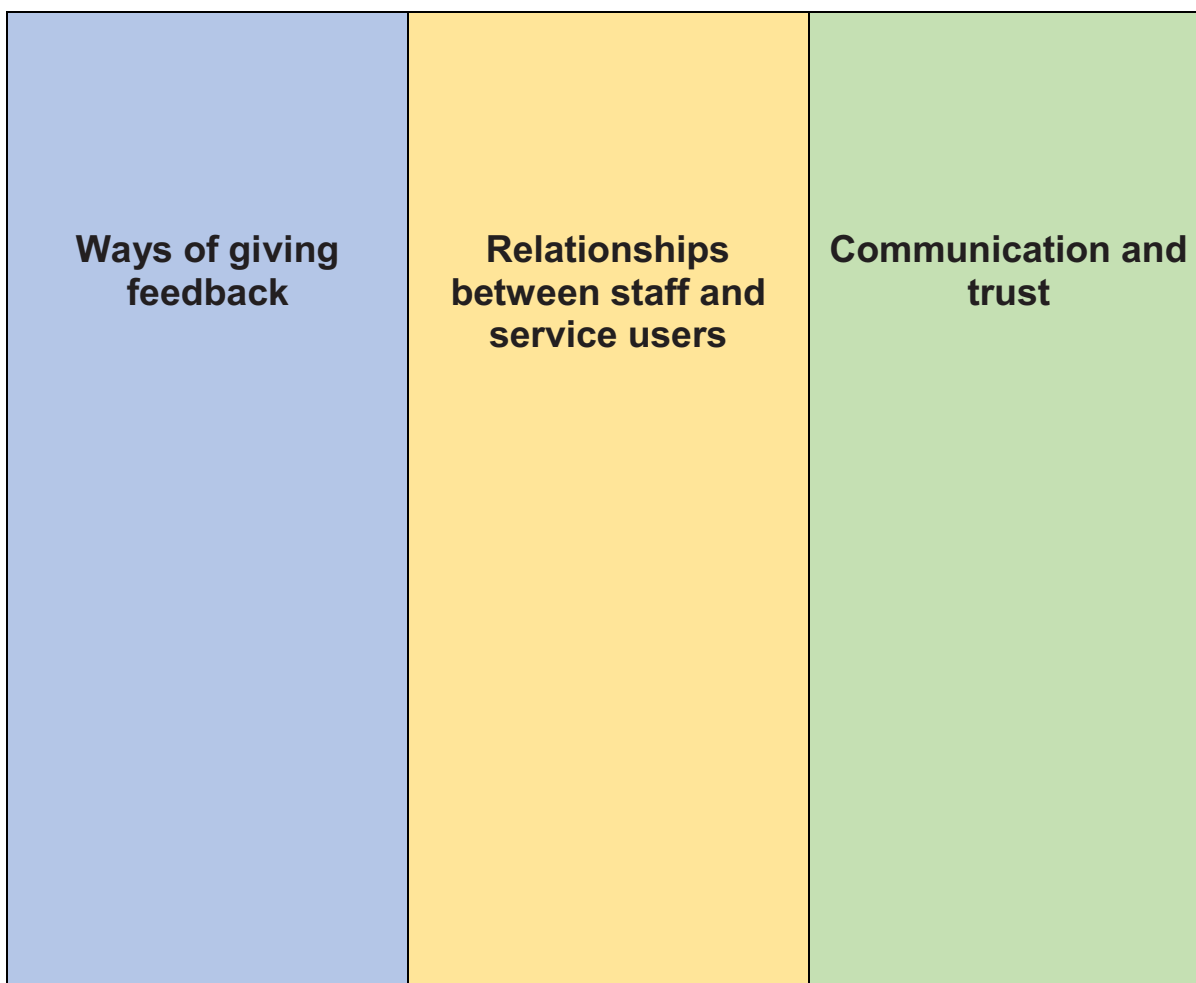 Ways of giving
feedback
Relationships
between staff and
service users
Communication and
trust